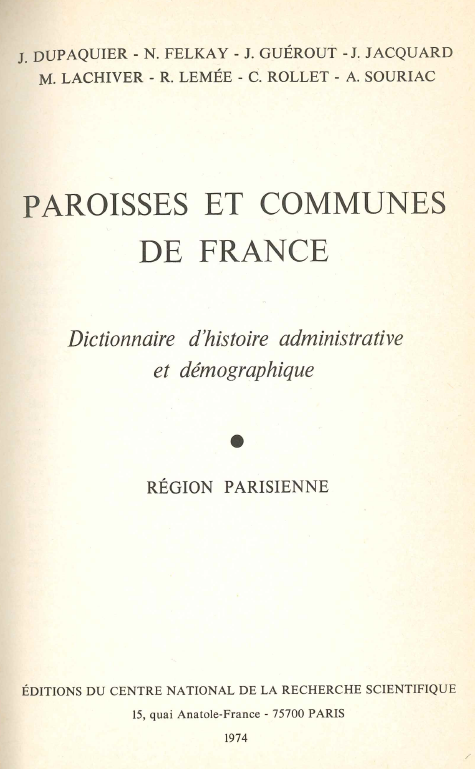 J. DUPAQUIER - N. FELKAY - J. GUÉROUT - J. JACQUARD
M. LACHIVER - R. LEMÉE - C. ROLLET - A. SOURIAC
PAROISSES ET COMMUNES
DE FRANCE
Dictionnaire d'histoire administrative
et démographique
●
RÉGION PARISIENNE
ÉDITIONS DU CENTRE NATIONAL DE LA RECHERCHE SCIENTIFIQUE
15, quai Anatole-France - 75700 PARIS
1974